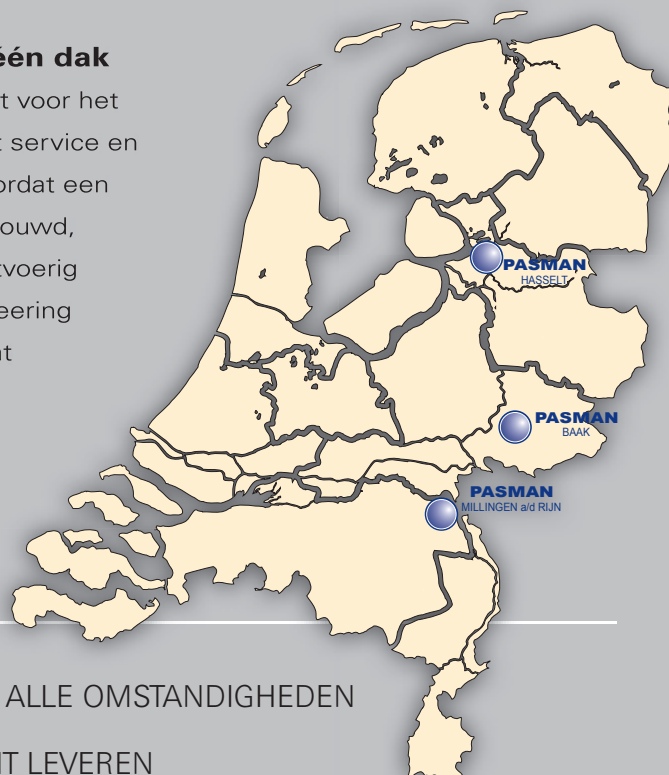 één dak
t voor het
t service en
ordat een
ouwd,
tvoerig
eering
nt
PASMAN
HASSELT
PASMAN
BAAK
PASMAN
MILLINGEN a/d RIJN
ALLE OMSTANDIGHEDEN
NT LEVEREN